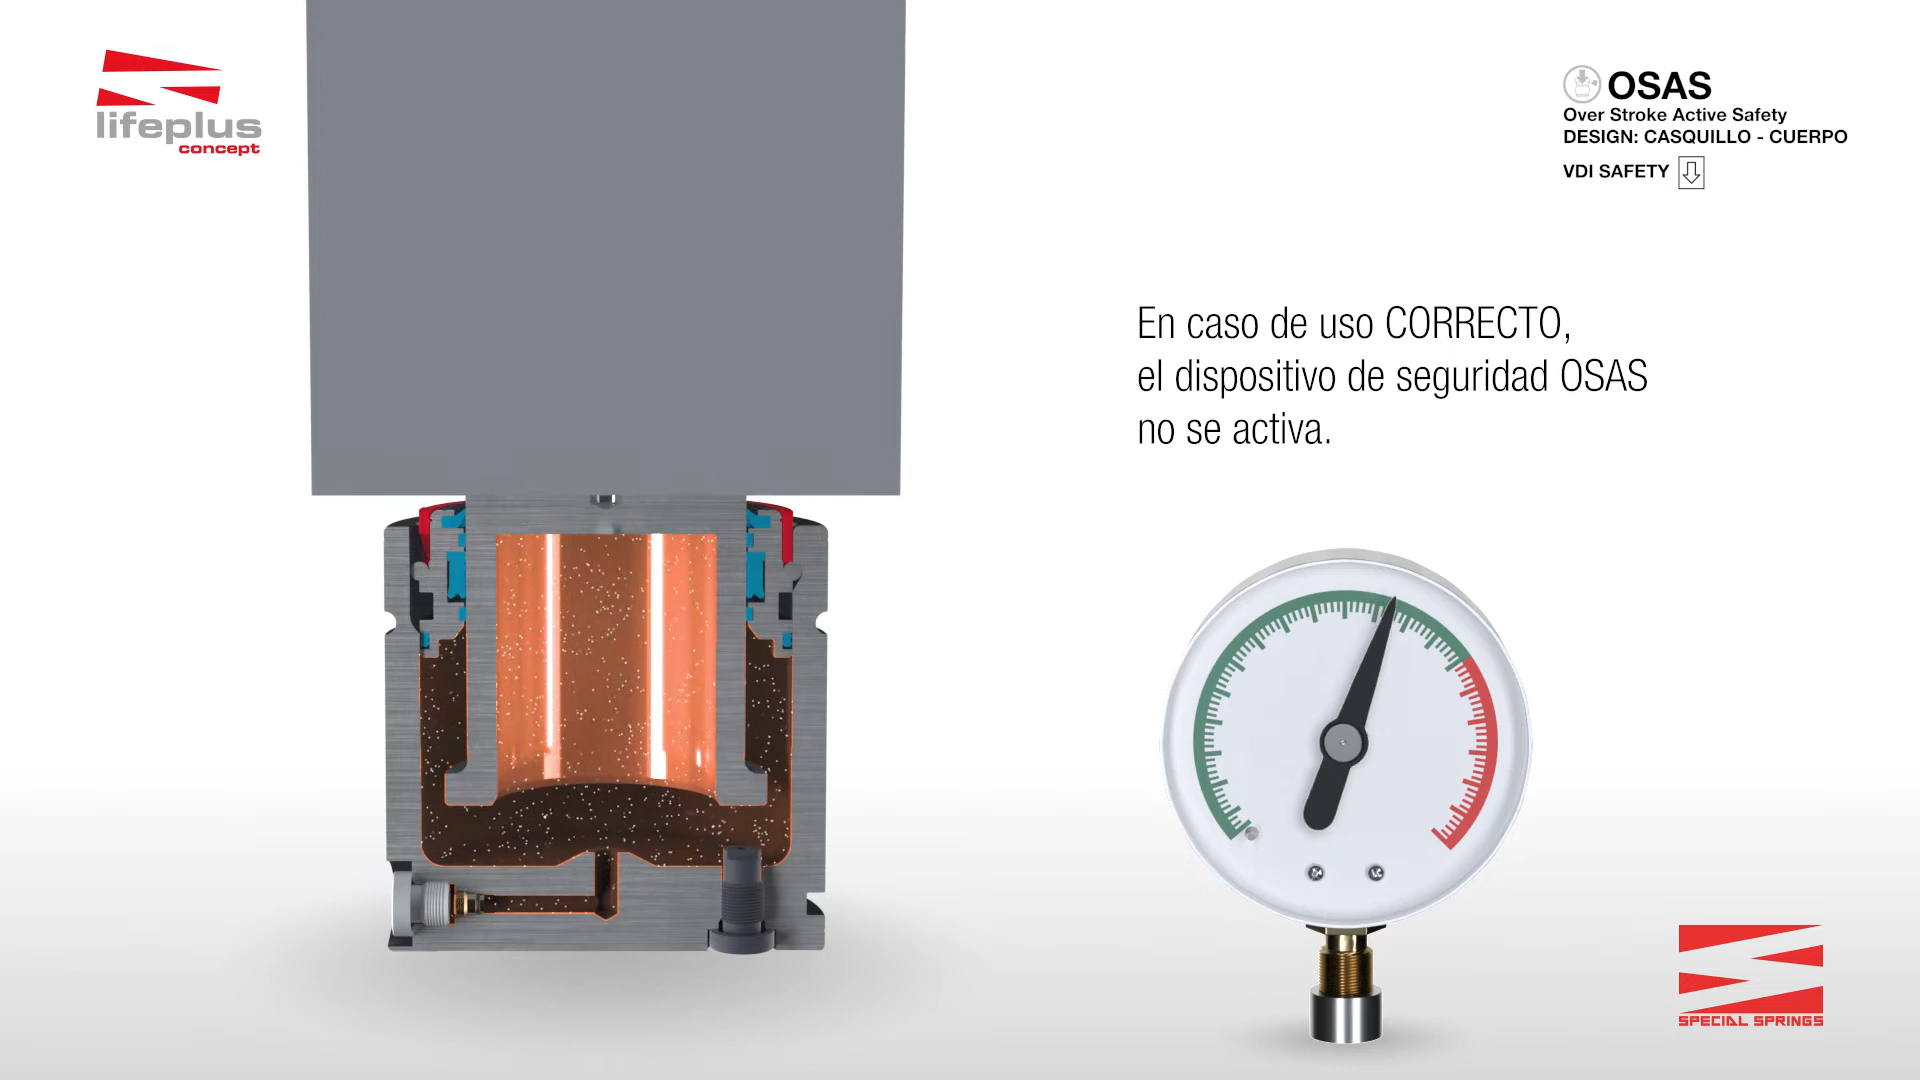 lifeplus
concept
OSAS
Over Stroke Active Safety
DESIGN: CASQUILLO - CUERPO
VDI SAFETY
En caso de uso CORRECTO,
el dispositivo de seguridad OSAS
no se activa.
SPECIAL SPRINGS